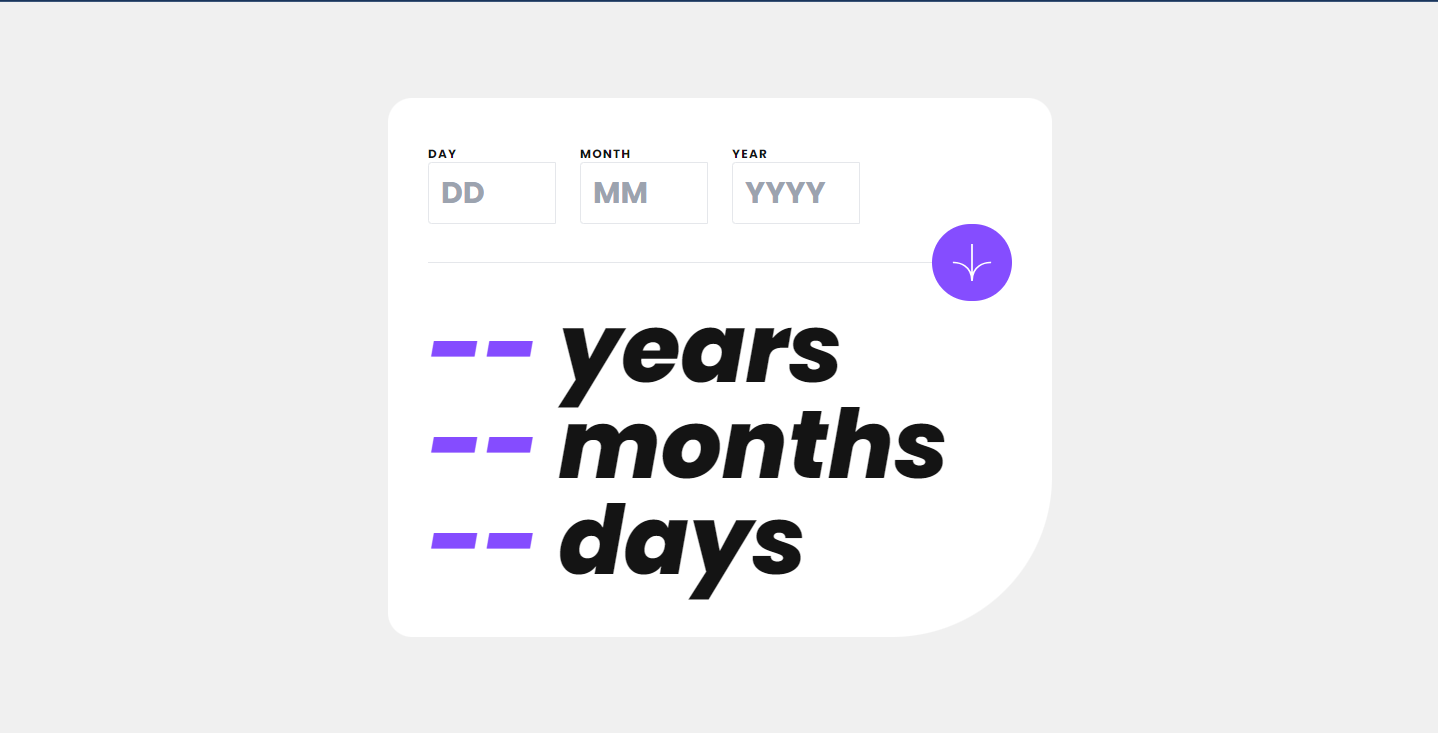 DAY MONTH YEAR
DD MM YYYY
-- years
-- months
-- days